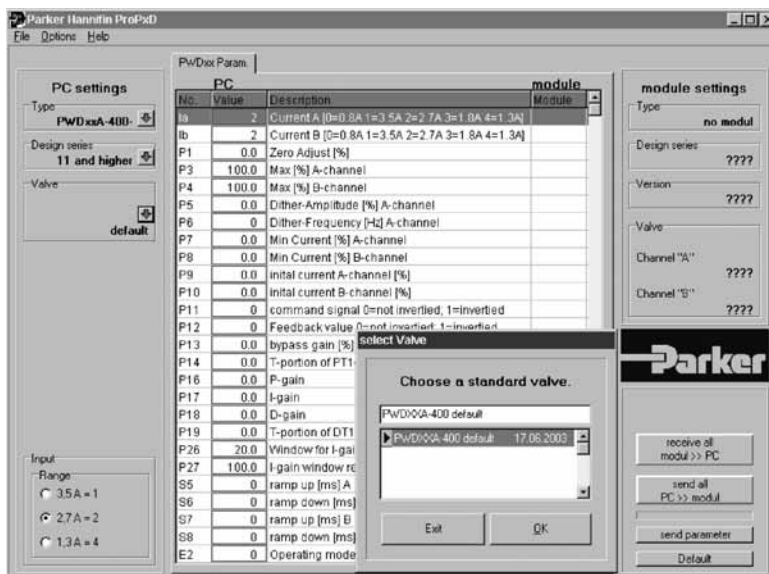 Parker Hannifin ProPxD
File Options Help
PWDxx Param.
PC settings
Type
PWDxxA-400-
Design series
11 and higher
Valve
default
Input
Range
3,5 A = 1
2,7 A = 2
1,3 A = 4
PC module
No. Value Description Module
Ia 2 Current A [0=0.8A 1=3.5A 2=2.7A 3=1.8A 4=1.3A]
Ib 2 Current B [0=0.8A 1=3.5A 2=2.7A 3=1.8A 4=1.3A]
P1 0.0 Zero Adjust [%]
P3 100.0 Max [%] A-channel
P4 100.0 Max [%] B-channel
P5 0.0 Dither-Amplitude [%] A-channel
P6 0 Dither-Frequency [Hz] A-channel
P7 0.0 Min Current [%] A-channel
P8 0.0 Min Current [%] B-channel
P9 0.0 inital current A-channel [%]
P10 0.0 inital current B-channel [%]
P11 0 command signal 0=not invertied; 1=invertied
P12 0 Feedback value 0=not invertied; 1=invertied
P13 0.0 bypass gain [%]
P14 0.0 T-portion of PT1-
P16 0.0 P-gain
P17 0.0 I-gain
P18 0.0 D-gain
P19 0.0 T-portion of DT1
P26 20.0 Window for I-gai
P27 100.0 I-gain window re
S5 0 ramp up [ms] A
S6 0 ramp down [ms]
S7 0 ramp up [ms] B
S8 0 ramp down [ms]
E2 0 Operating mode
select Valve
Choose a standard valve.
PWDXXA-400 default
PWDXXA-400 default 17.06.2003
Exit OK
module settings
Type
no modul
Design series
????
Version
????
Valve
Channel "A"
????
Channel "B"
????
Parker
receive all
modul >> PC
send all
PC >> modul
send parameter
Default